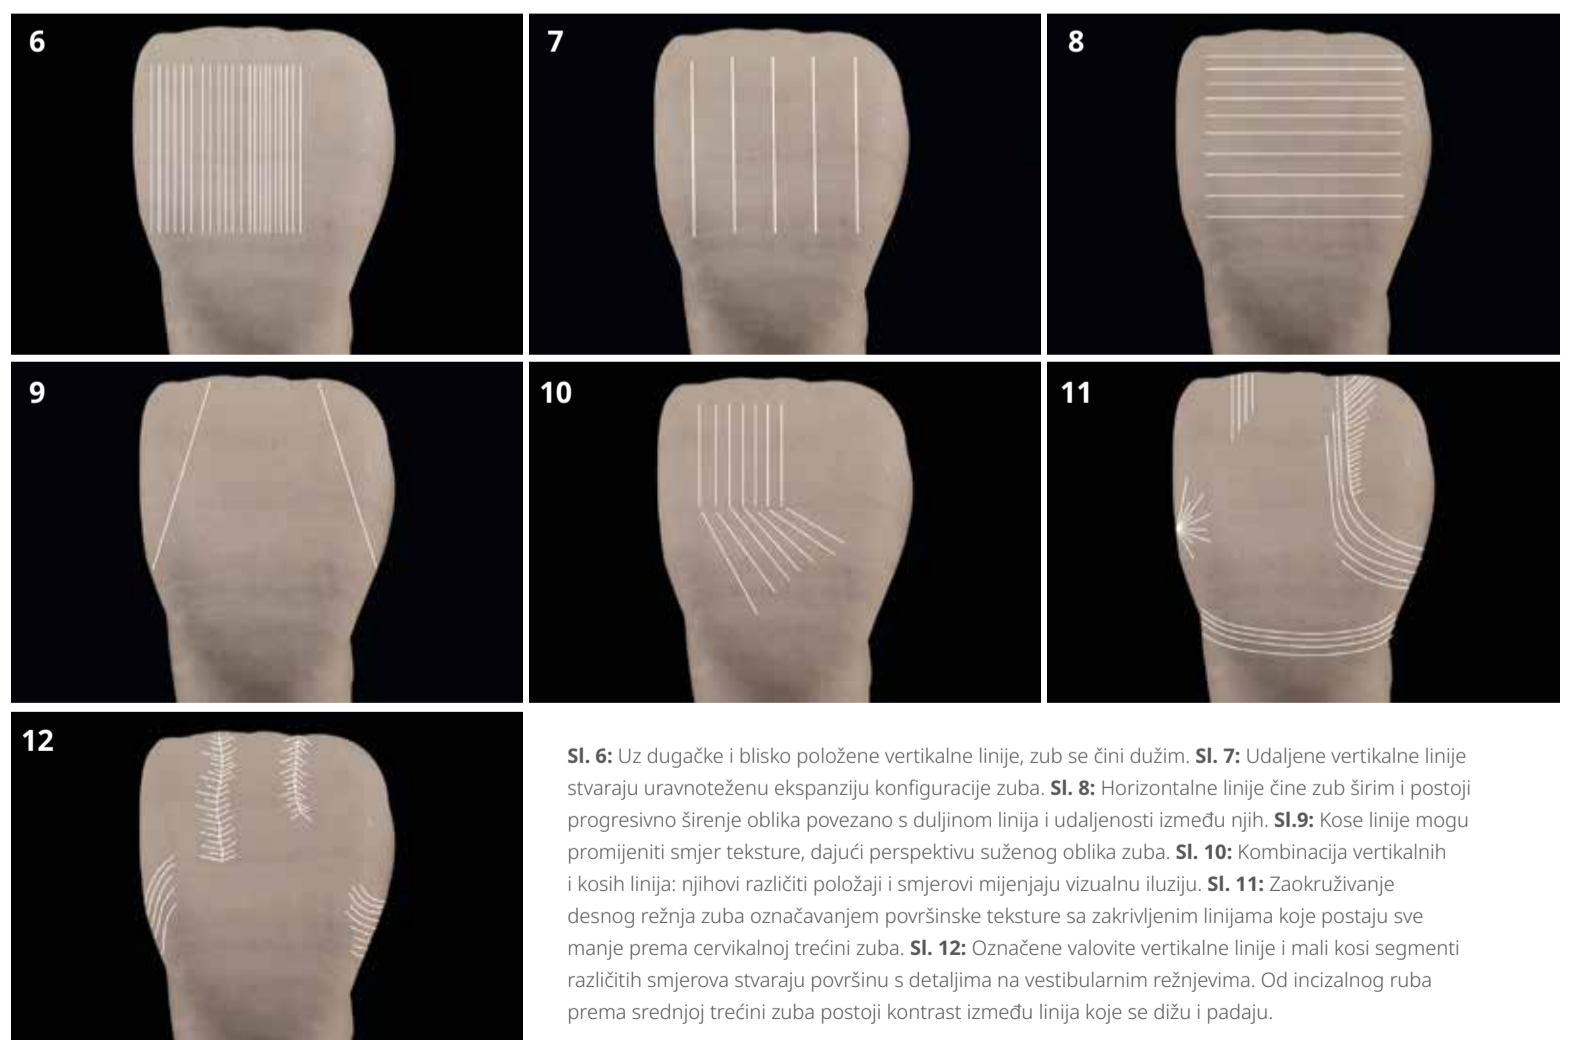 6
7
8
9
10
11
12
Sl. 6: Uz dugačke i blisko položene vertikalne linije, zub se čini dužim. Sl. 7: Udaljene vertikalne linije
stvaraju uravnoteženu ekspanziju konfiguracije zuba. Sl. 8: Horizontalne linije čine zub širim i postoji
progresivno širenje oblika povezano s duljinom linija i udaljenosti između njih. Sl.9: Kose linije mogu
promijeniti smjer teksture, dajući perspektivu suženog oblika zuba. Sl. 10: Kombinacija vertikalnih
i kosih linija: njihovi različiti položaji i smjerovi mijenjaju vizualnu iluziju. Sl. 11: Zaokruživanje
desnog režnja zuba označavanjem površinske teksture sa zakrivljenim linijama koje postaju sve
manje prema cervikalnoj trećini zuba. Sl. 12: Označene valovite vertikalne linije i mali kosi segmenti
različitih smjerova stvaraju površinu s detaljima na vestibularnim režnjevima. Od incizalnog ruba
prema srednjoj trećini zuba postoji kontrast između linija koje se dižu i padaju.